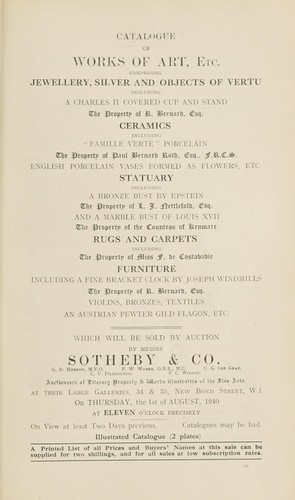 CATALOGUE
OF
WORKS OF ART, Etc.
COMPRISING
JEWELLERY, SILVER AND OBJECTS OF VERTU
INCLUDING
A CHARLES II COVERED CUP AND STAND
The Property of R. Bernard, Esq.
CERAMICS
INCLUDING
"FAMILLE VERTE" PORCELAIN
The Property of Paul Bernard Roth, Esq., F.R.C.S.
ENGLISH PORCELAIN VASES FORMED AS FLOWERS, ETC.
STATUARY
INCLUDING
A BRONZE BUST BY EPSTEIN
The Property of F. J. Nettlefold, Esq.
AND A MARBLE BUST OF LOUIS XVII
The Property of the Countess of Kenmare
RUGS AND CARPETS
INCLUDING
The Property of Miss F. de Costabadie
FURNITURE
INCLUDING A FINE BRACKET CLOCK BY JOSEPH WINDMILLS
The Property of R. Bernard, Esq.
VIOLINS, BRONZES, TEXTILES
AN AUSTRIAN PEWTER GILD FLAGON, ETC.
WHICH WILL BE SOLD BY AUCTION
BY MESSRS
SOTHEBY & CO.
G. D. HOBSON, M.V.O. F. W. WARRE, O.B.E., M.C. C. G. DES GRAZ.
C. V. PILKINGTON. P. C. WILSON.
Auctioneers of Literary Property & Works illustrative of the Fine Arts,
AT THEIR LARGE GALLERIES, 34 & 35, NEW BOND STREET, W.1
On THURSDAY, the 1st OF AUGUST, 1940
AT ELEVEN O'CLOCK PRECISELY
On View at least Two Days previous. Catalogues may be had.
Illustrated Catalogue (2 plates)
A Printed List of all Prices and Buyers' Names at this sale can be
supplied for two shillings, and for all sales at low subscription rates.